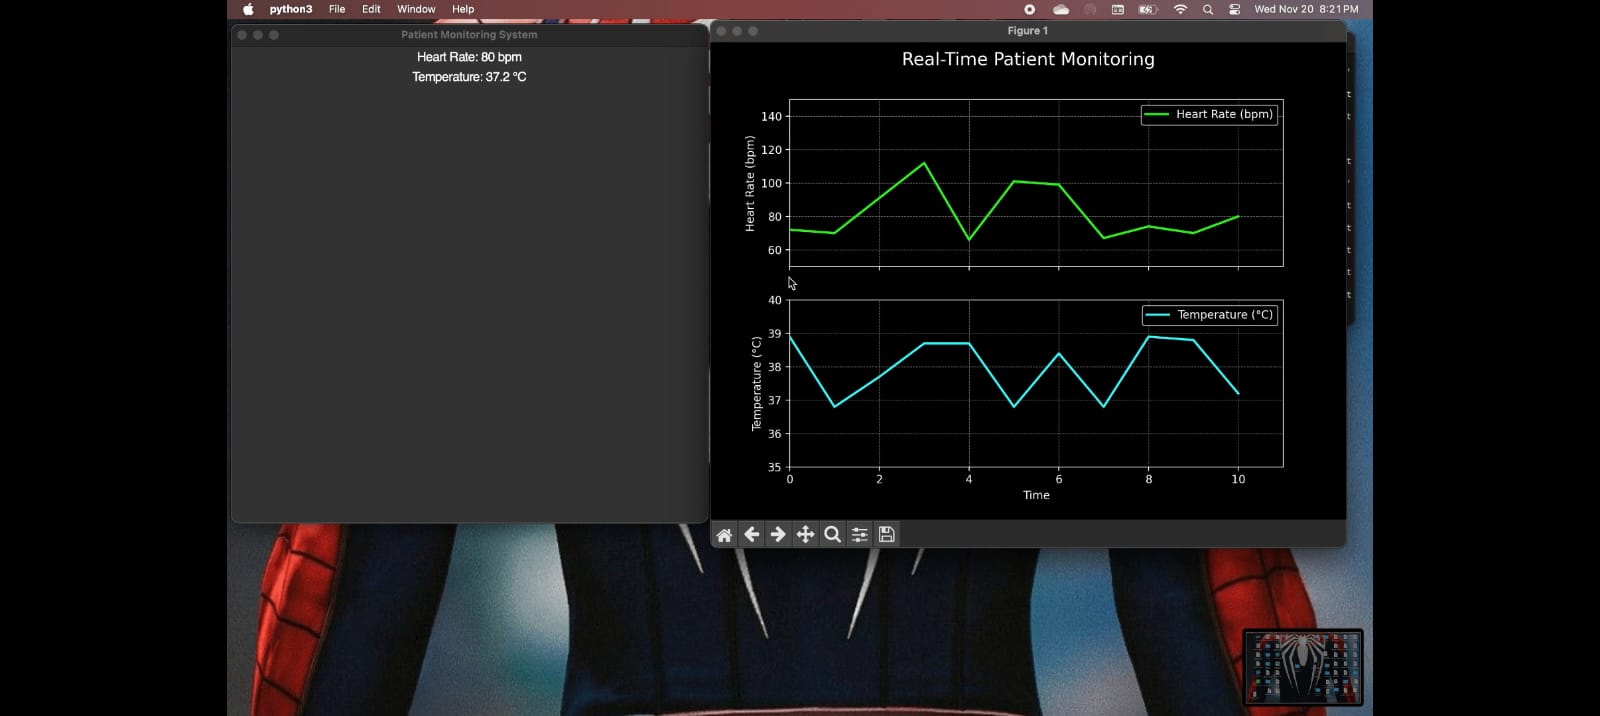 python3 File Edit Window Help Wed Nov 20 8:21 PM
Patient Monitoring System
Heart Rate: 80 bpm
Temperature: 37.2 °C
Figure 1
Real-Time Patient Monitoring
Heart Rate (bpm)
140
120
100
80
60
Heart Rate (bpm)
Temperature (°C)
40
39
38
37
36
35
Temperature (°C)
0 2 4 6 8 10
Time